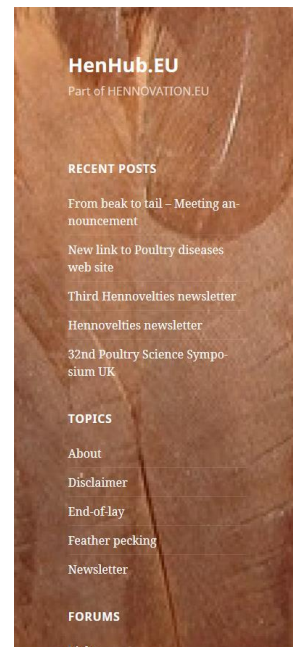 HenHub.EU
Part of HENNOVATION.EU
RECENT POSTS
From beak to tail – Meeting an-
nouncement
New link to Poultry diseases
web site
Third Hennovelties newsletter
Hennovelties newsletter
32nd Poultry Science Sympo-
sium UK
TOPICS
About
Disclaimer
End-of-lay
Feather pecking
Newsletter
FORUMS